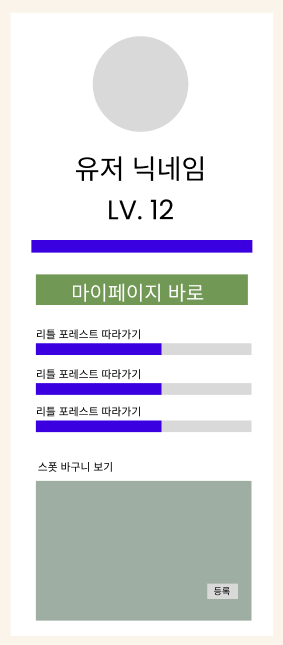 유저 닉네임
LV. 12
마이페이지 바로
리틀 포레스트 따라가기
리틀 포레스트 따라가기
리틀 포레스트 따라가기
스폿 바구니 보기
등록